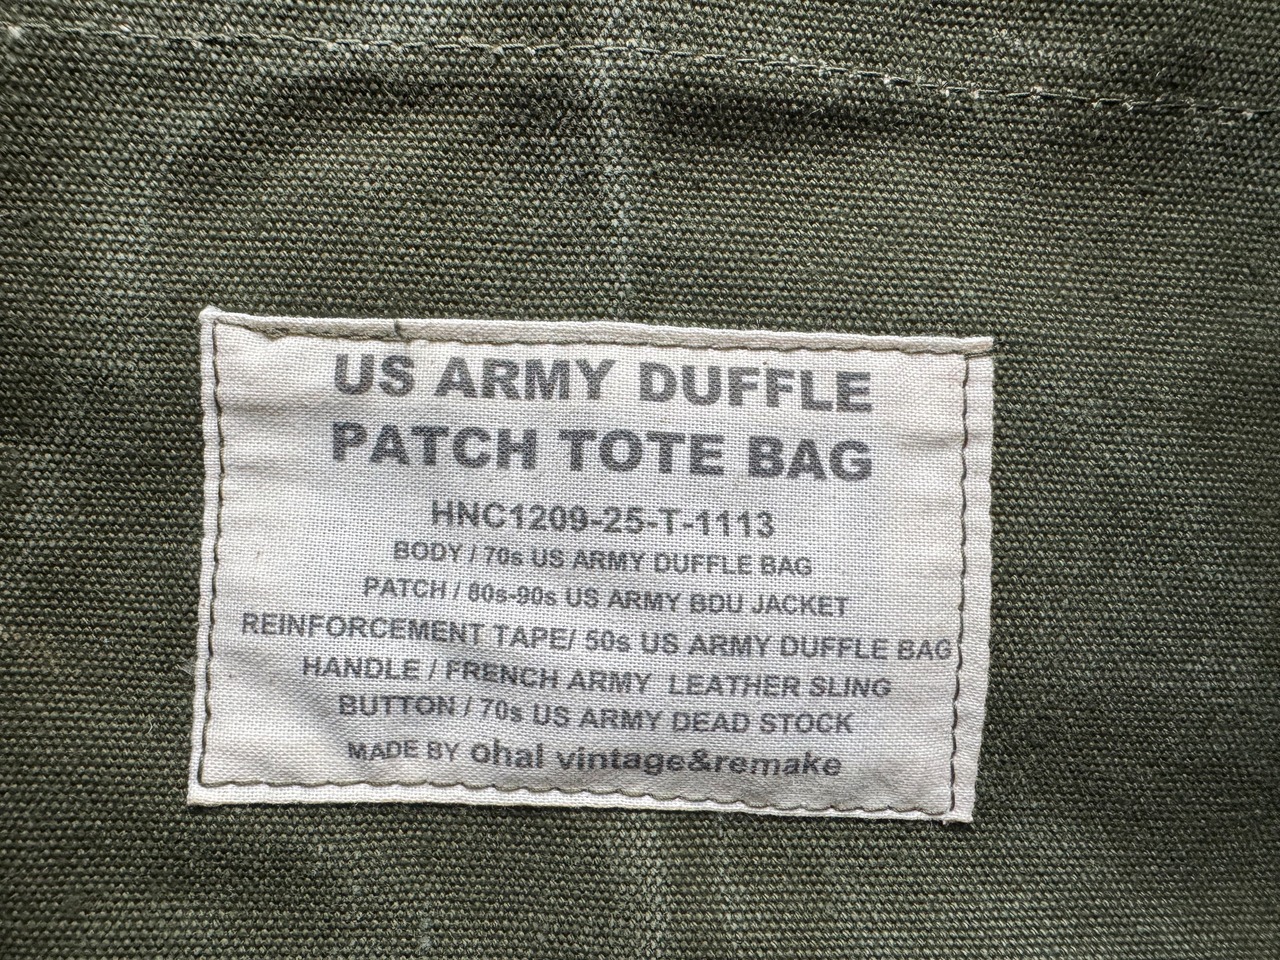 US ARMY DUFFLE
PATCH TOTE BAG
HNC1209-25-T-1113
BODY / 70s US ARMY DUFFLE BAG
PATCH / 80s-90s US ARMY BDU JACKET
REINFORCEMENT TAPE/ 50s US ARMY DUFFLE BAG
HANDLE / FRENCH ARMY LEATHER SLING
BUTTON / 70s US ARMY DEAD STOCK
MADE BY ohal vintage&remake